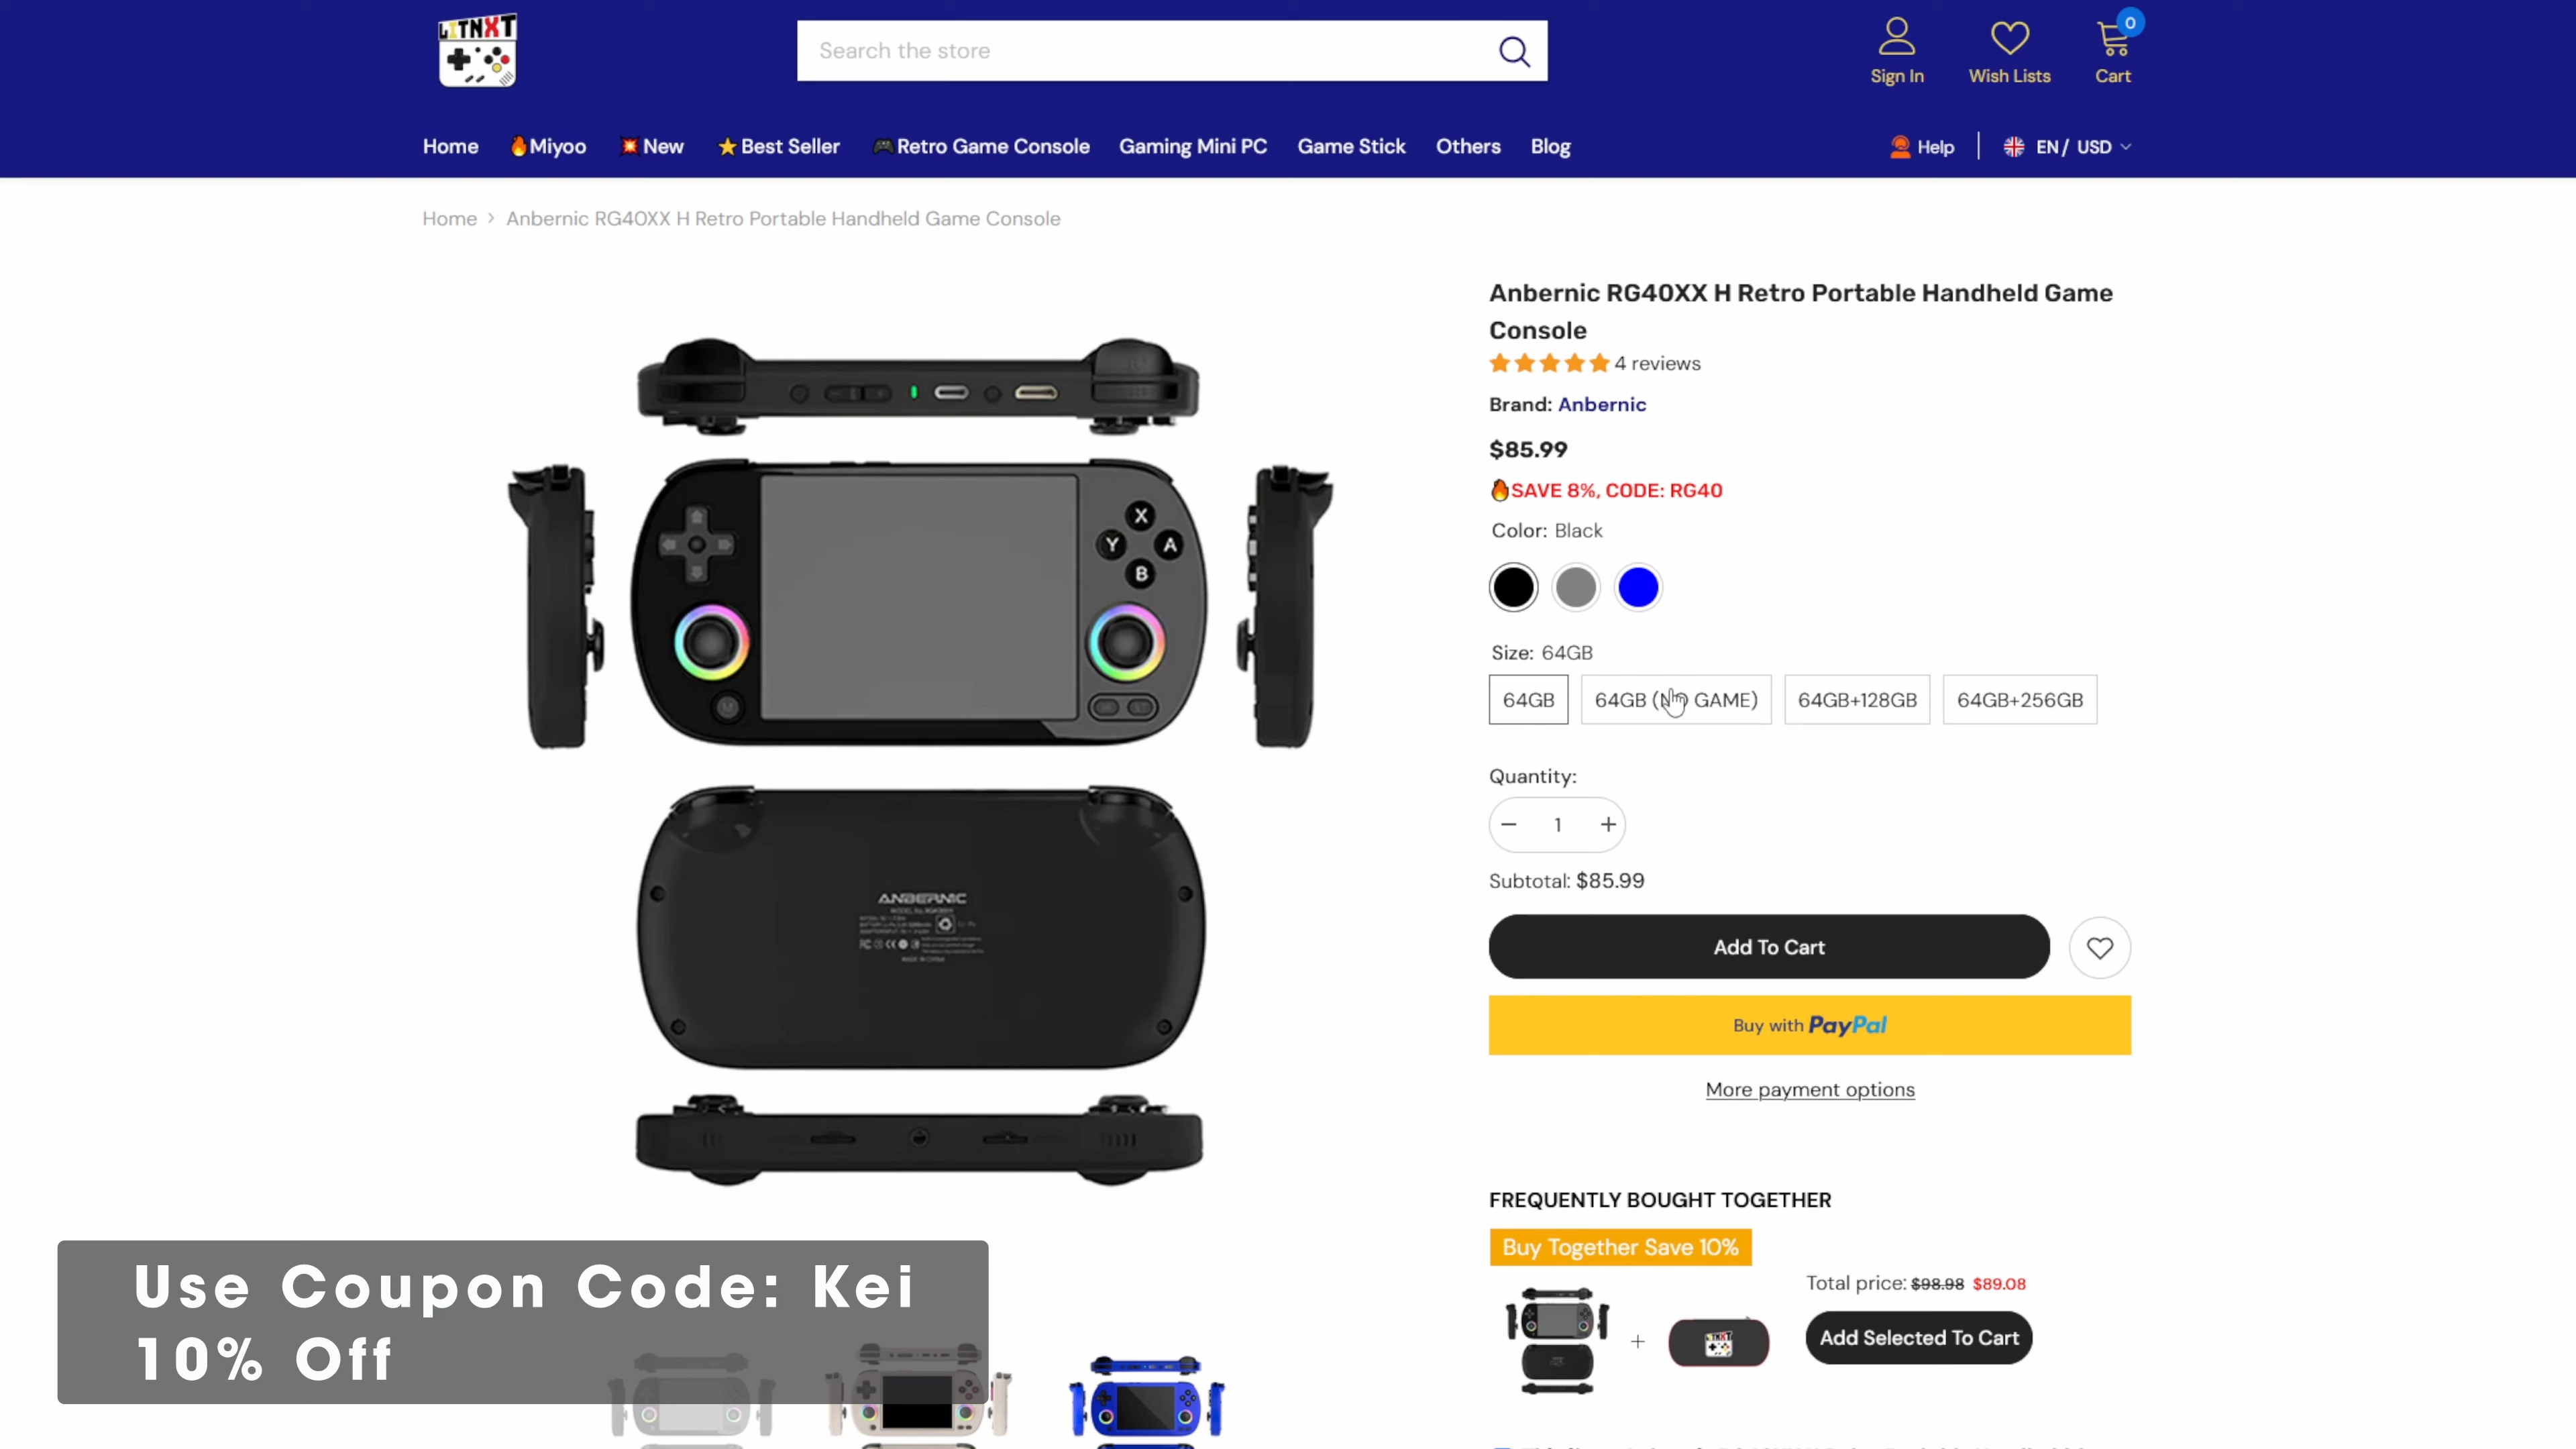 LITNXT
Search the store
Sign In
Wish Lists
0
Cart
Home
Miyoo
New
Best Seller
Retro Game Console
Gaming Mini PC
Game Stick
Others
Blog
Help
EN / USD
Home > Anbernic RG40XX H Retro Portable Handheld Game Console
Anbernic RG40XX H Retro Portable Handheld Game
Console
4 reviews
Brand: Anbernic
$85.99
SAVE 8%, CODE: RG40
Color: Black
Size: 64GB
64GB
64GB (NO GAME)
64GB+128GB
64GB+256GB
Quantity:
− 1 +
Subtotal: $85.99
Add To Cart
Buy with PayPal
More payment options
FREQUENTLY BOUGHT TOGETHER
Buy Together Save 10%
Total price: $98.98 $89.08
+
Add Selected To Cart
X
Y A
B
ANBERNIC
MADE IN CHINA
Use Coupon Code: Kei
10% Off